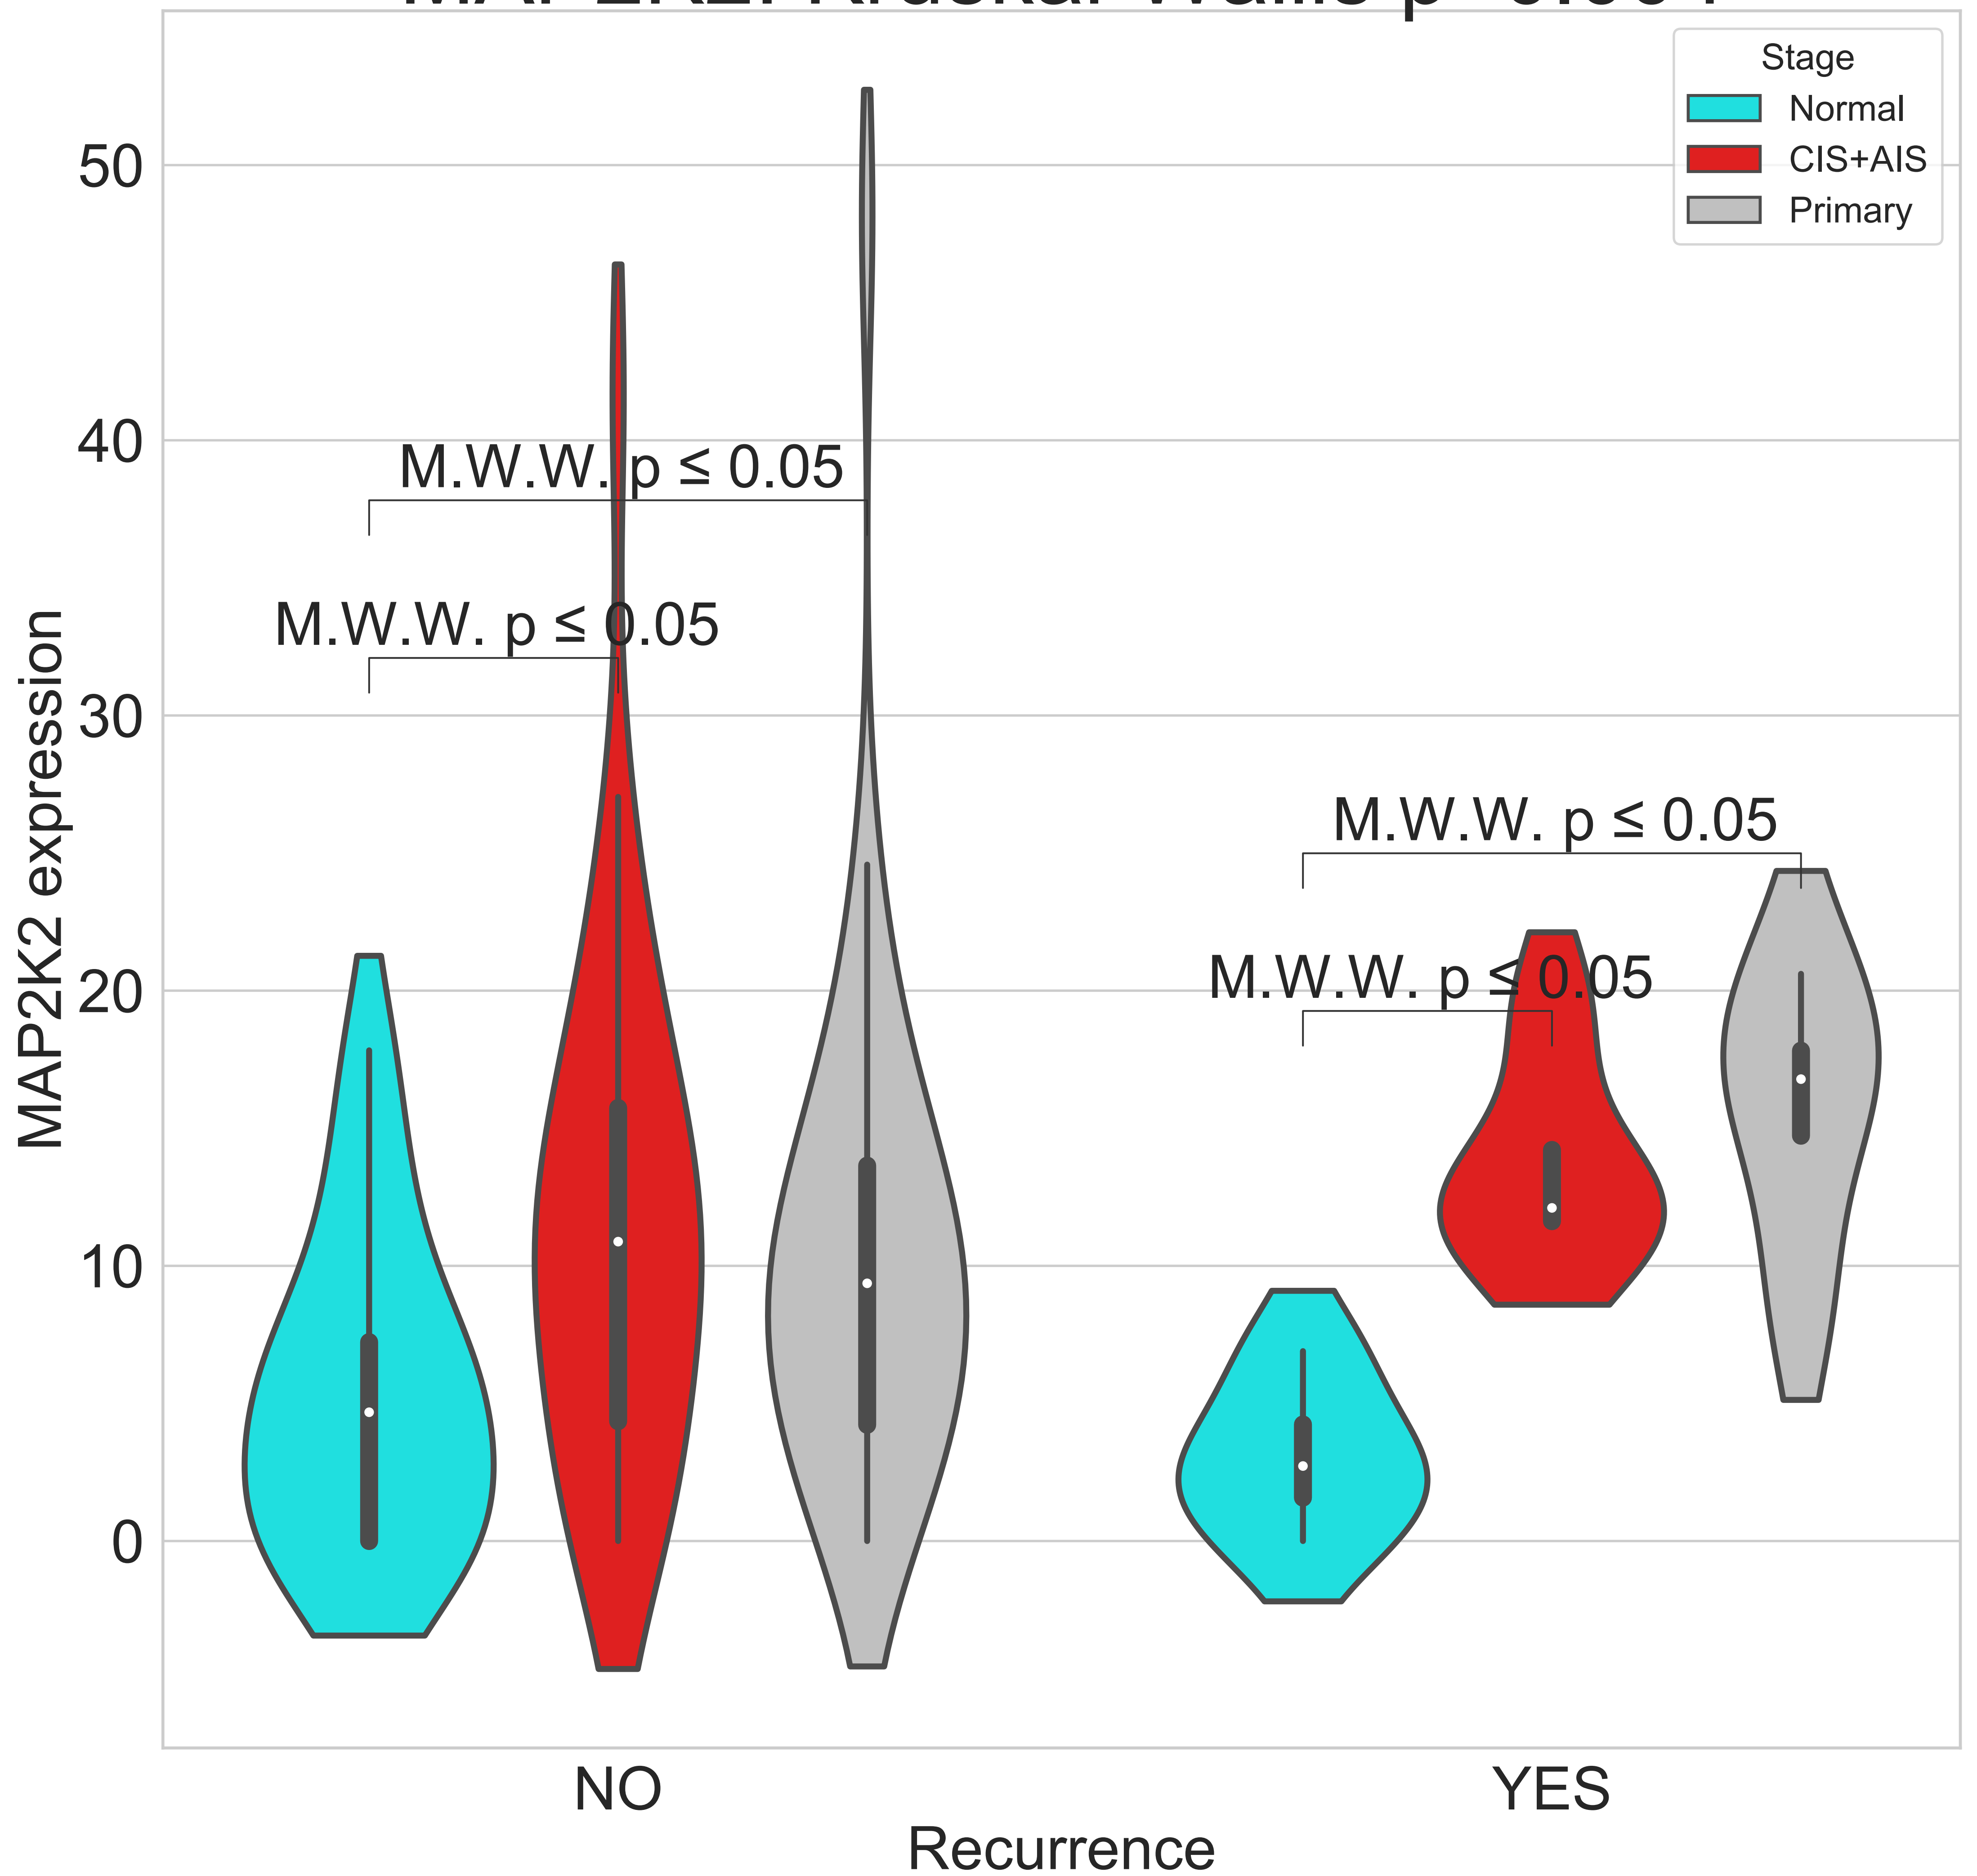 Stage
Normal
CIS+AIS
Primary
50
40
30
20
10
0
MAP2K2 expression
M.W.W. p ≤ 0.05
M.W.W. p ≤ 0.05
M.W.W. p ≤ 0.05
M.W.W. p ≤ 0.05
NO
YES
Recurrence